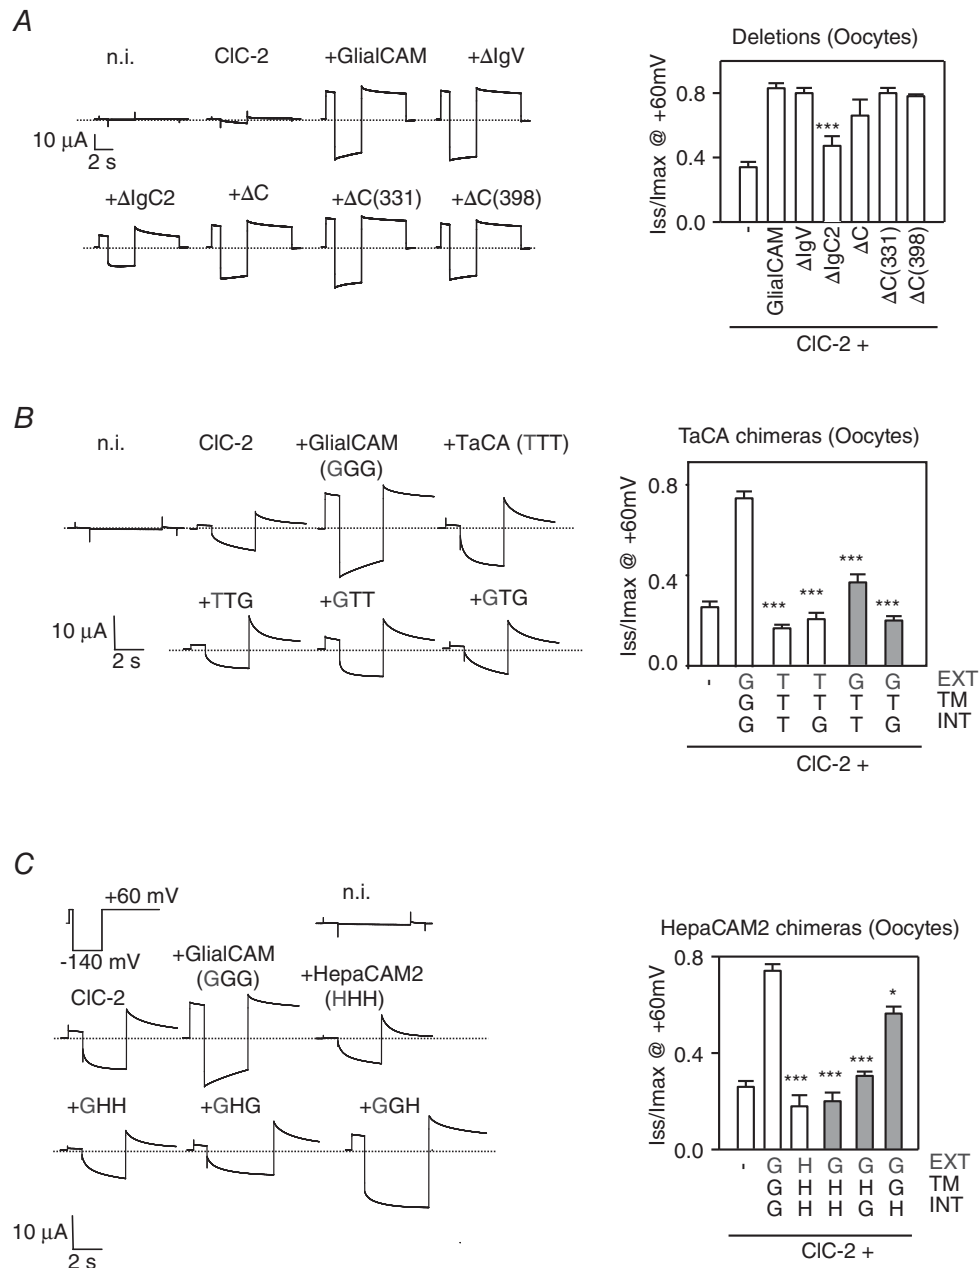 A
n.i.
ClC-2
+GlialCAM
+ΔIgV
10 μA
2 s
+ΔIgC2
+ΔC
+ΔC(331)
+ΔC(398)
Deletions (Oocytes)
Iss/Imax @ +60mV
0.8
0.4
0.0
***
-
GlialCAM
ΔIgV
ΔIgC2
ΔC
ΔC(331)
ΔC(398)
ClC-2 +
B
n.i.
ClC-2
+GlialCAM
(GGG)
+TaCA (TTT)
+TTG
+GTT
+GTG
10 μA
2 s
TaCA chimeras (Oocytes)
Iss/Imax @ +60mV
0.8
0.4
0.0
*** *** *** ***
- G T T G G EXT
G T T T T TM
G T G T G INT
ClC-2 +
C
+60 mV
-140 mV
n.i.
ClC-2
+GlialCAM
(GGG)
+HepaCAM2
(HHH)
+GHH
+GHG
+GGH
10 μA
2 s
HepaCAM2 chimeras (Oocytes)
Iss/Imax @ +60mV
0.8
0.4
0.0
*** *** *** *
- G H G G G EXT
G H H H G TM
G H H G H INT
ClC-2 +